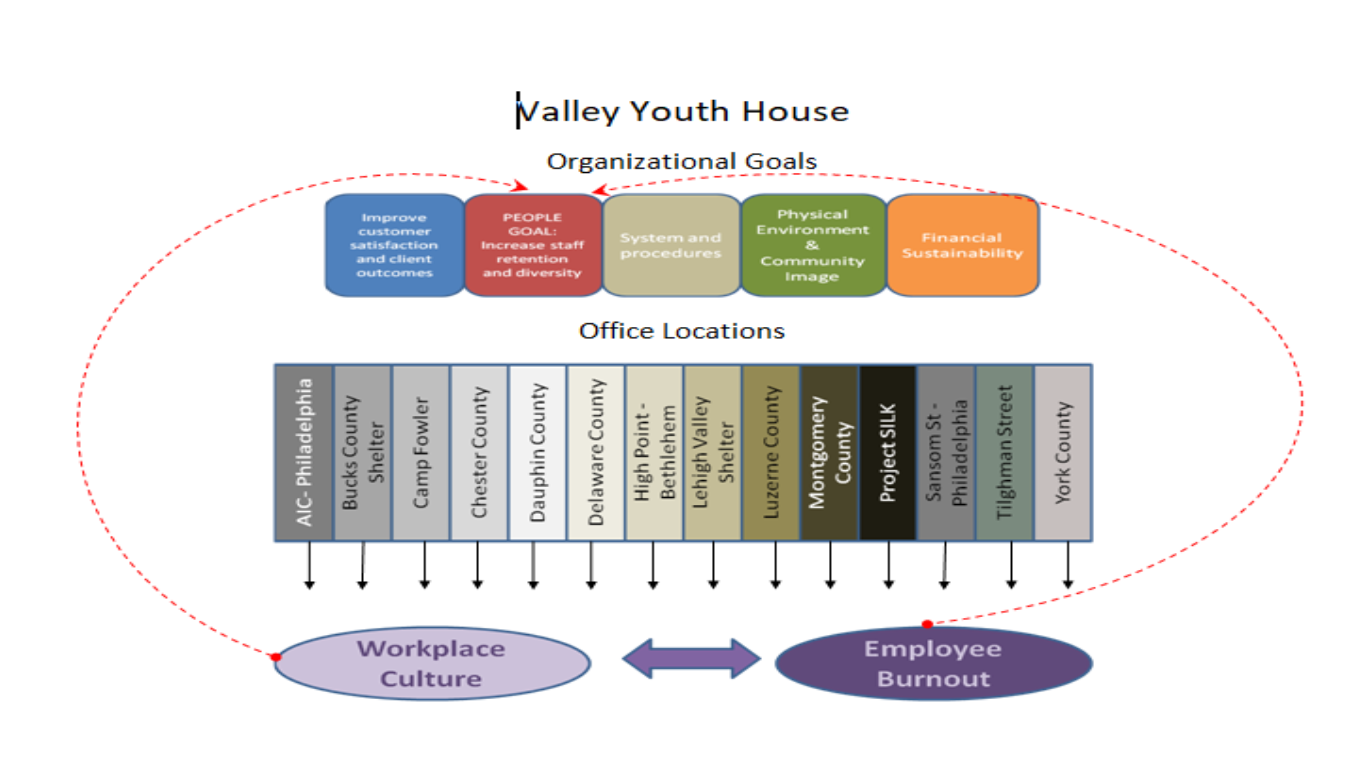 Valley Youth House
Organizational Goals
Improve
customer
satisfaction
and client
outcomes
PEOPLE
GOAL:
Increase staff
retention
and diversity
System and
procedures
Physical
Environment
&
Community
Image
Financial
Sustainability
Office Locations
AIC- Philadelphia
Bucks County
Shelter
Camp Fowler
Chester County
Dauphin County
Delaware County
High Point -
Bethlehem
Lehigh Valley
Shelter
Luzerne County
Montgomery
County
Project SILK
Sansom St -
Philadelphia
Tilghman Street
York County
Workplace
Culture
Employee
Burnout